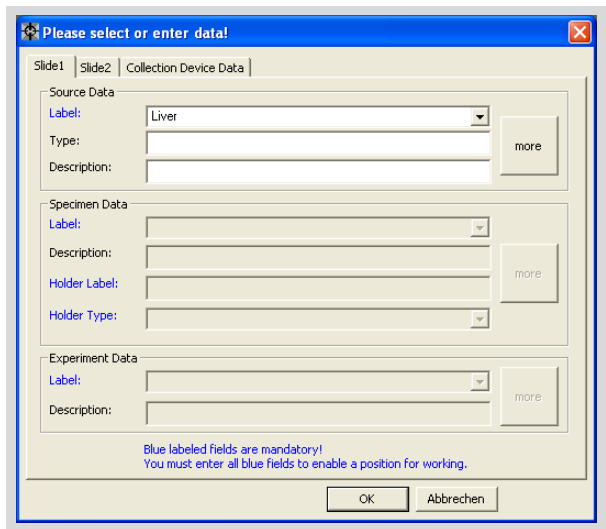 Please select or enter data!
Slide1 Slide2 Collection Device Data
Source Data
Label: Liver
Type:
more
Description:
Specimen Data
Label:
Description:
more
Holder Label:
Holder Type:
Experiment Data
Label:
more
Description:
Blue labeled fields are mandatory!
You must enter all blue fields to enable a position for working.
OK Abbrechen